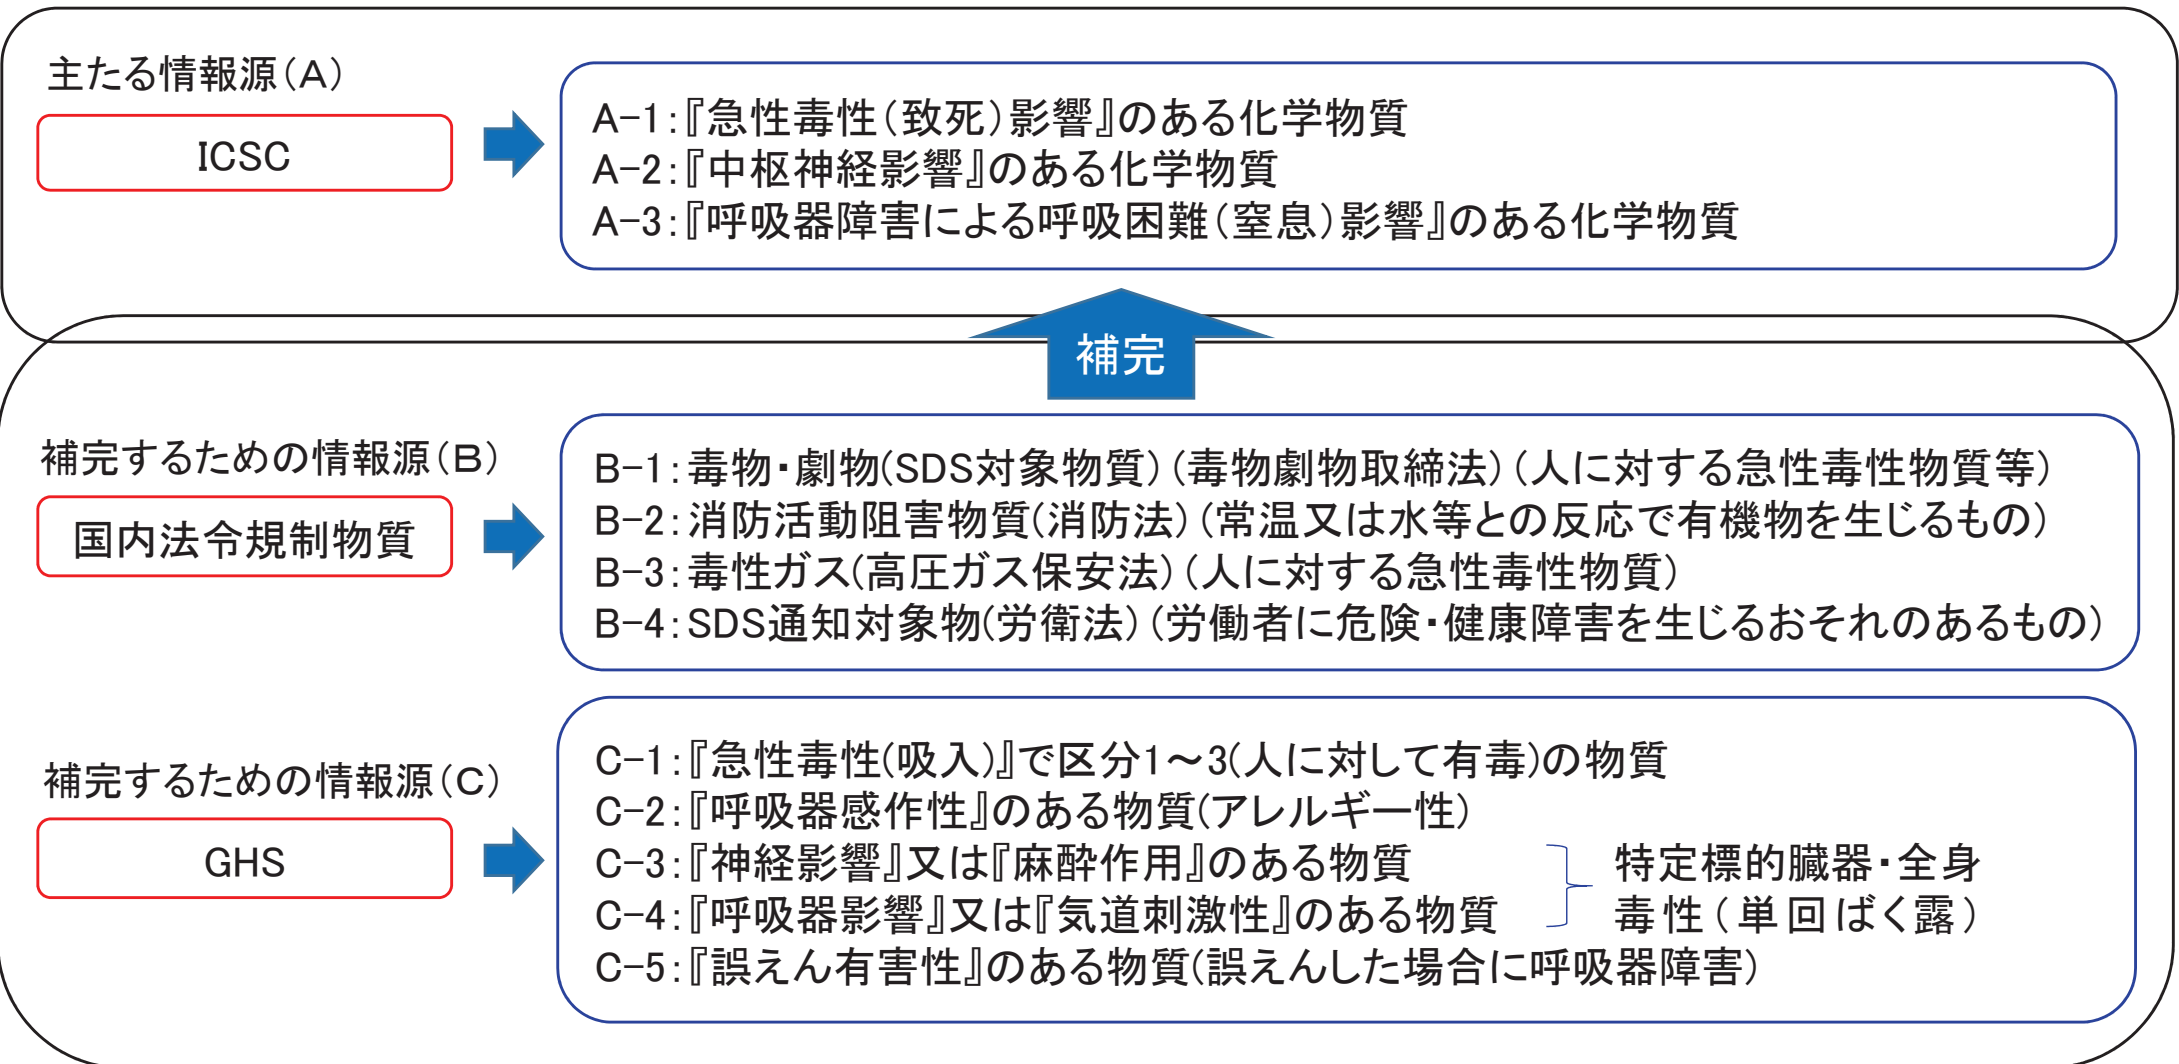 主たる情報源(A)
ICSC
A-1:『急性毒性(致死)影響』のある化学物質
A-2:『中枢神経影響』のある化学物質
A-3:『呼吸器障害による呼吸困難(窒息)影響』のある化学物質
補完
補完するための情報源(B)
国内法令規制物質
B-1:毒物・劇物(SDS対象物質)(毒物劇物取締法)(人に対する急性毒性物質等)
B-2:消防活動阻害物質(消防法)(常温又は水等との反応で有機物を生じるもの)
B-3:毒性ガス(高圧ガス保安法)(人に対する急性毒性物質)
B-4:SDS通知対象物(労衛法)(労働者に危険・健康障害を生じるおそれのあるもの)
補完するための情報源(C)
GHS
C-1:『急性毒性(吸入)』で区分1～3(人に対して有毒)の物質
C-2:『呼吸器感作性』のある物質(アレルギー性)
C-3:『神経影響』又は『麻酔作用』のある物質
C-4:『呼吸器影響』又は『気道刺激性』のある物質
特定標的臓器・全身
毒性(単回ばく露)
C-5:『誤えん有害性』のある物質(誤えんした場合に呼吸器障害)